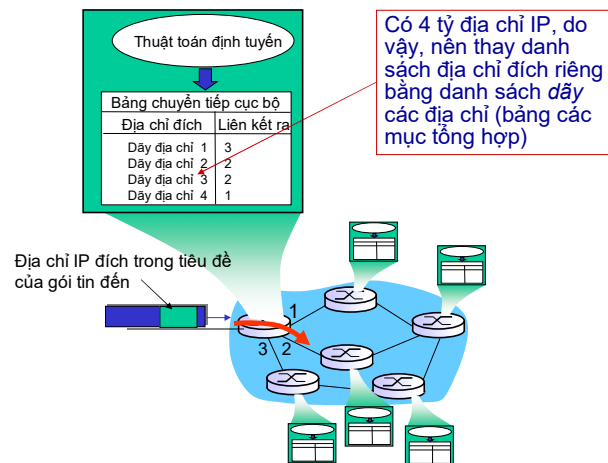 Thuật toán định tuyến
Bảng chuyển tiếp cục bộ
Địa chỉ đích Liên kết ra
Dãy địa chỉ 1 3
Dãy địa chỉ 2 2
Dãy địa chỉ 3 2
Dãy địa chỉ 4 1
Có 4 tỷ địa chỉ IP, do
vậy, nên thay danh
sách địa chỉ đích riêng
bằng danh sách dãy
các địa chỉ (bảng các
mục tổng hợp)
Địa chỉ IP đích trong tiêu đề
của gói tin đến
1
3 2